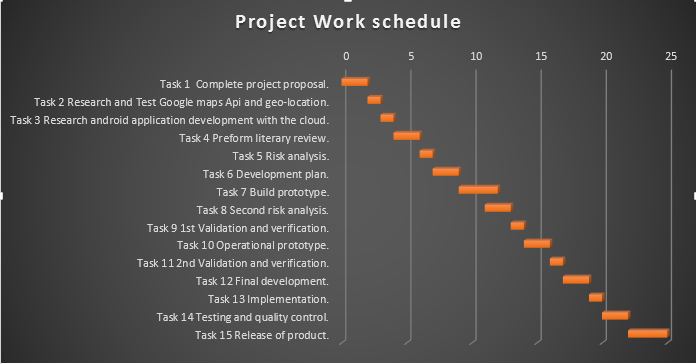 Project Work schedule
0 5 10 15 20 25
Task 1 Complete project proposal.
Task 2 Research and Test Google maps Api and geo-location.
Task 3 Research android application development with the cloud.
Task 4 Preform literary review.
Task 5 Risk analysis.
Task 6 Development plan.
Task 7 Build prototype.
Task 8 Second risk analysis.
Task 9 1st Validation and verification.
Task 10 Operational prototype.
Task 11 2nd Validation and verification.
Task 12 Final development.
Task 13 Implementation.
Task 14 Testing and quality control.
Task 15 Release of product.